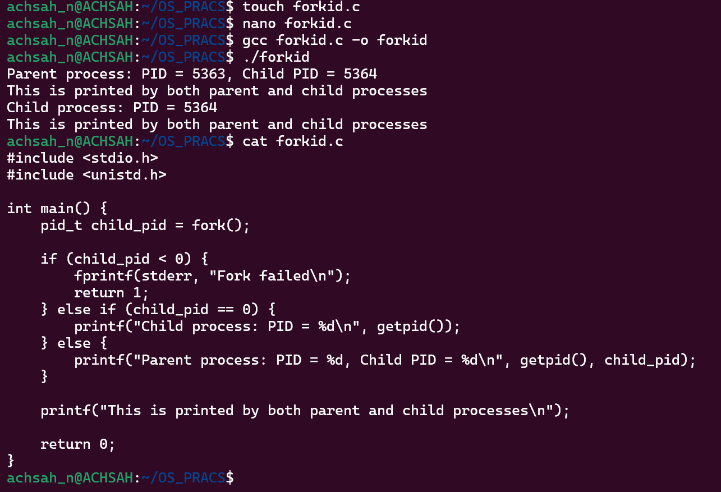 achsah_n@ACHSAH:~/OS_PRACS$ touch forkid.c
achsah_n@ACHSAH:~/OS_PRACS$ nano forkid.c
achsah_n@ACHSAH:~/OS_PRACS$ gcc forkid.c -o forkid
achsah_n@ACHSAH:~/OS_PRACS$ ./forkid
Parent process: PID = 5363, Child PID = 5364
This is printed by both parent and child processes
Child process: PID = 5364
This is printed by both parent and child processes
achsah_n@ACHSAH:~/OS_PRACS$ cat forkid.c
#include <stdio.h>
#include <unistd.h>

int main() {
    pid_t child_pid = fork();

    if (child_pid < 0) {
        fprintf(stderr, "Fork failed\n");
        return 1;
    } else if (child_pid == 0) {
        printf("Child process: PID = %d\n", getpid());
    } else {
        printf("Parent process: PID = %d, Child PID = %d\n", getpid(), child_pid);
    }

    printf("This is printed by both parent and child processes\n");

    return 0;
}
achsah_n@ACHSAH:~/OS_PRACS$